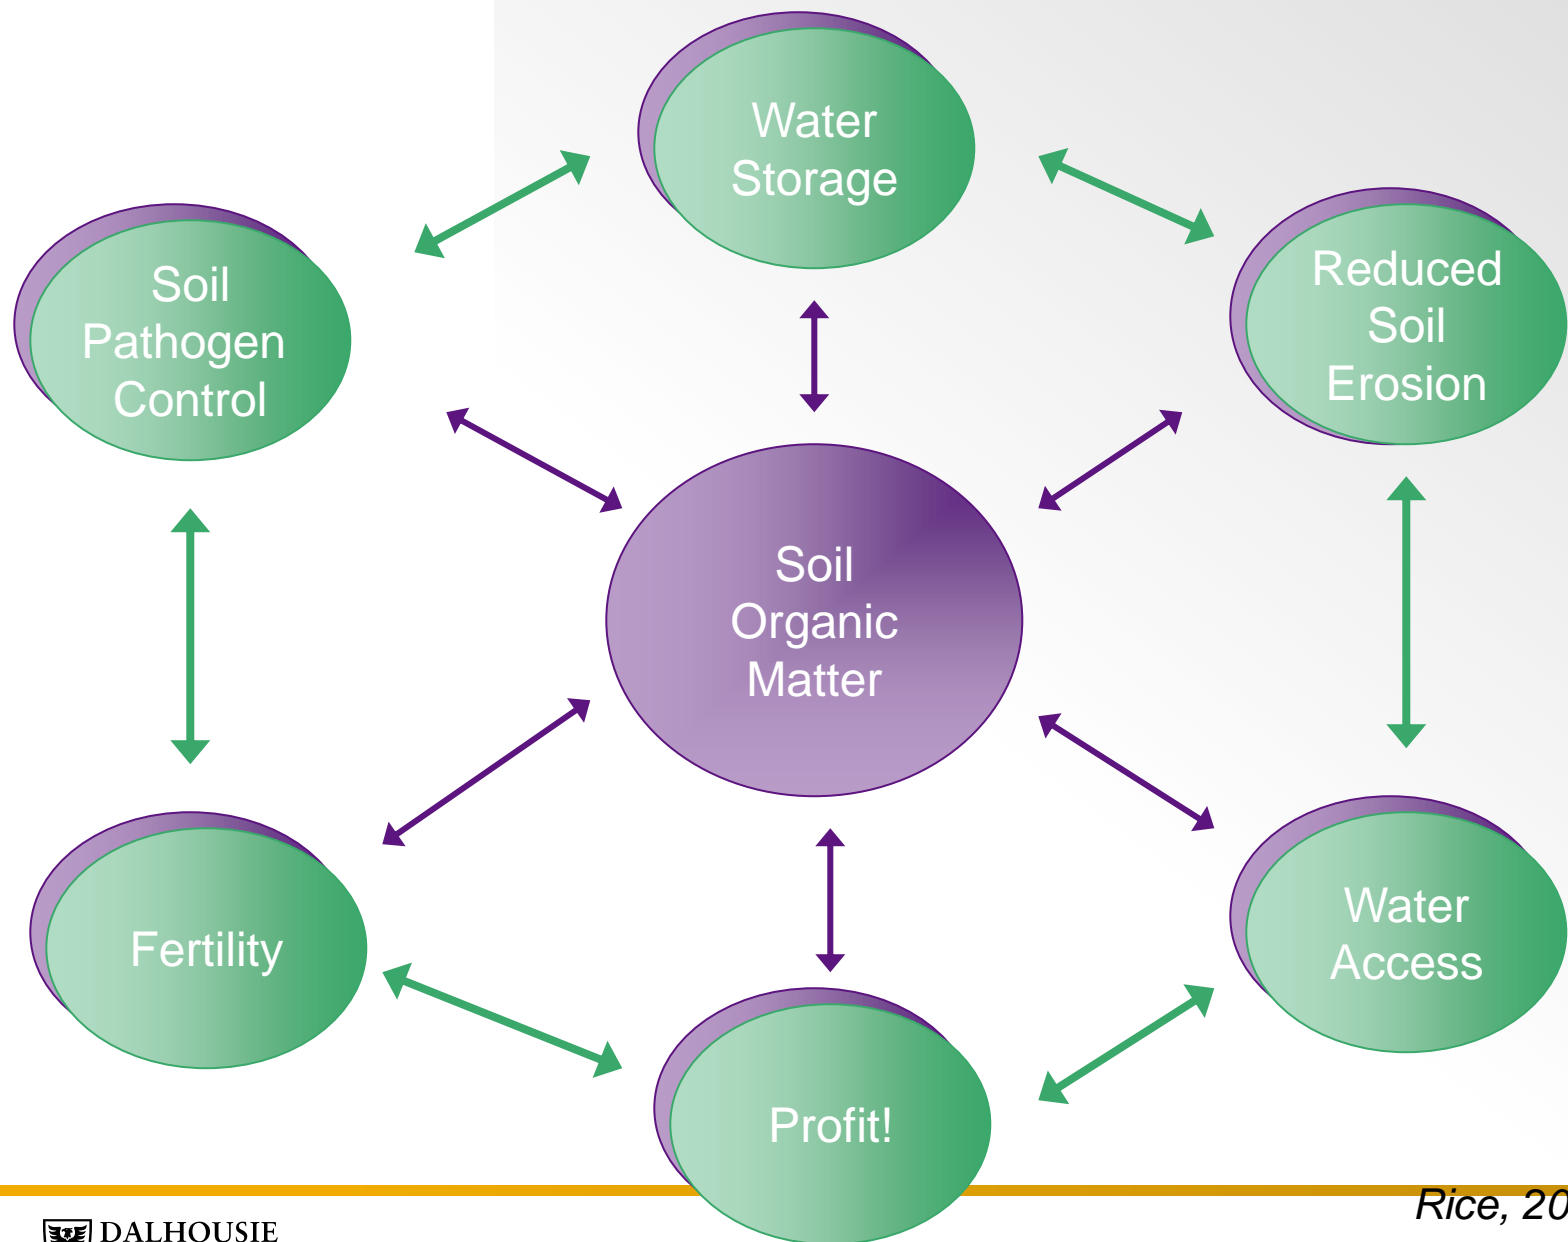 Water
Storage
Soil
Pathogen
Control
Reduced
Soil
Erosion
Soil
Organic
Matter
Fertility
Water
Access
Profit!
Rice, 20
DALHOUSIE